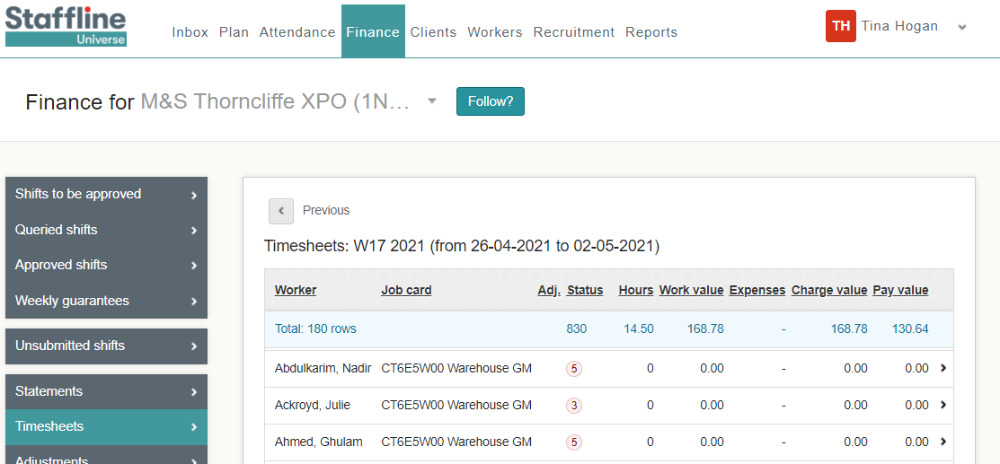 Staffline
Universe
Inbox Plan Attendance Finance Clients Workers Recruitment Reports
TH Tina Hogan
Finance for M&S Thorncliffe XPO (1N...
Follow?
Shifts to be approved
Queried shifts
Approved shifts
Weekly guarantees
Unsubmitted shifts
Statements
Timesheets
Adjustments
Previous
Timesheets: W17 2021 (from 26-04-2021 to 02-05-2021)
Worker Job card Adj. Status Hours Work value Expenses Charge value Pay value
Total: 180 rows 830 14.50 168.78 - 168.78 130.64
Abdulkarim, Nadir CT6E5W00 Warehouse GM 5 0 0.00 - 0.00 0.00
Ackroyd, Julie CT6E5W00 Warehouse GM 3 0 0.00 - 0.00 0.00
Ahmed, Ghulam CT6E5W00 Warehouse GM 5 0 0.00 - 0.00 0.00